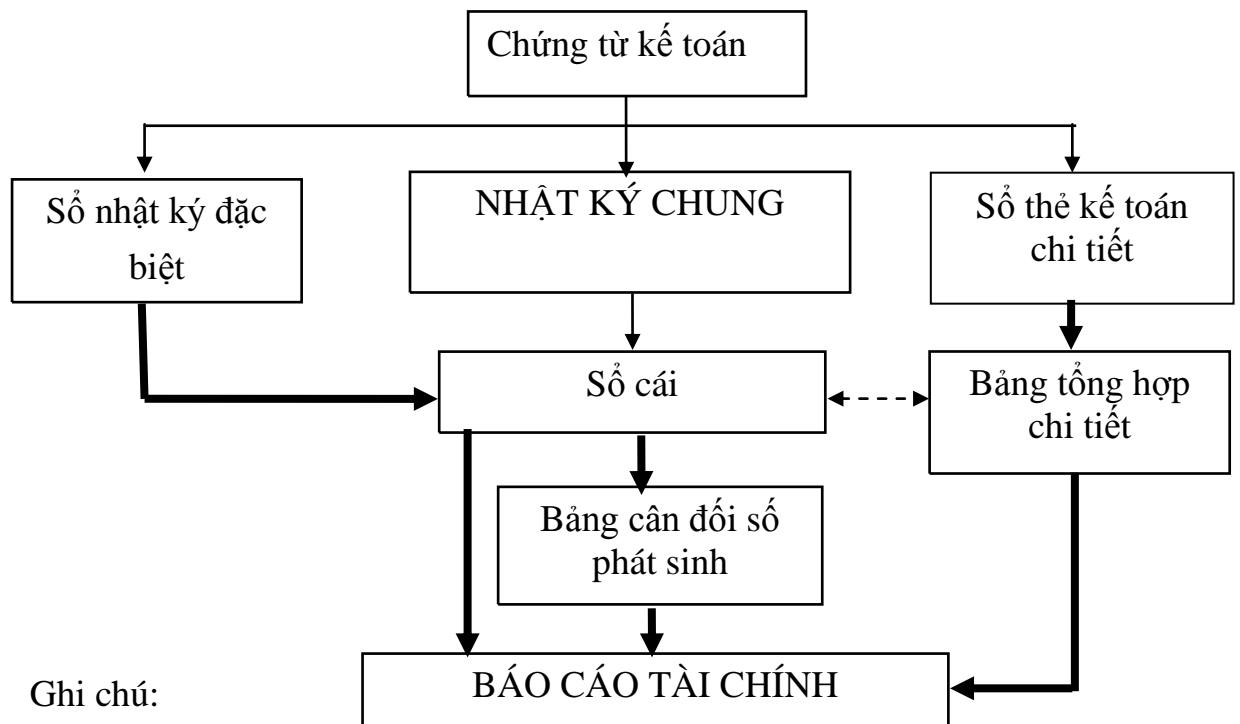 Chứng từ kế toán
Sổ nhật ký đặc
biệt
NHẬT KÝ CHUNG
Sổ thẻ kế toán
chi tiết
Sổ cái
Bảng tổng hợp
chi tiết
Bảng cân đối số
phát sinh
BÁO CÁO TÀI CHÍNH
Ghi chú: